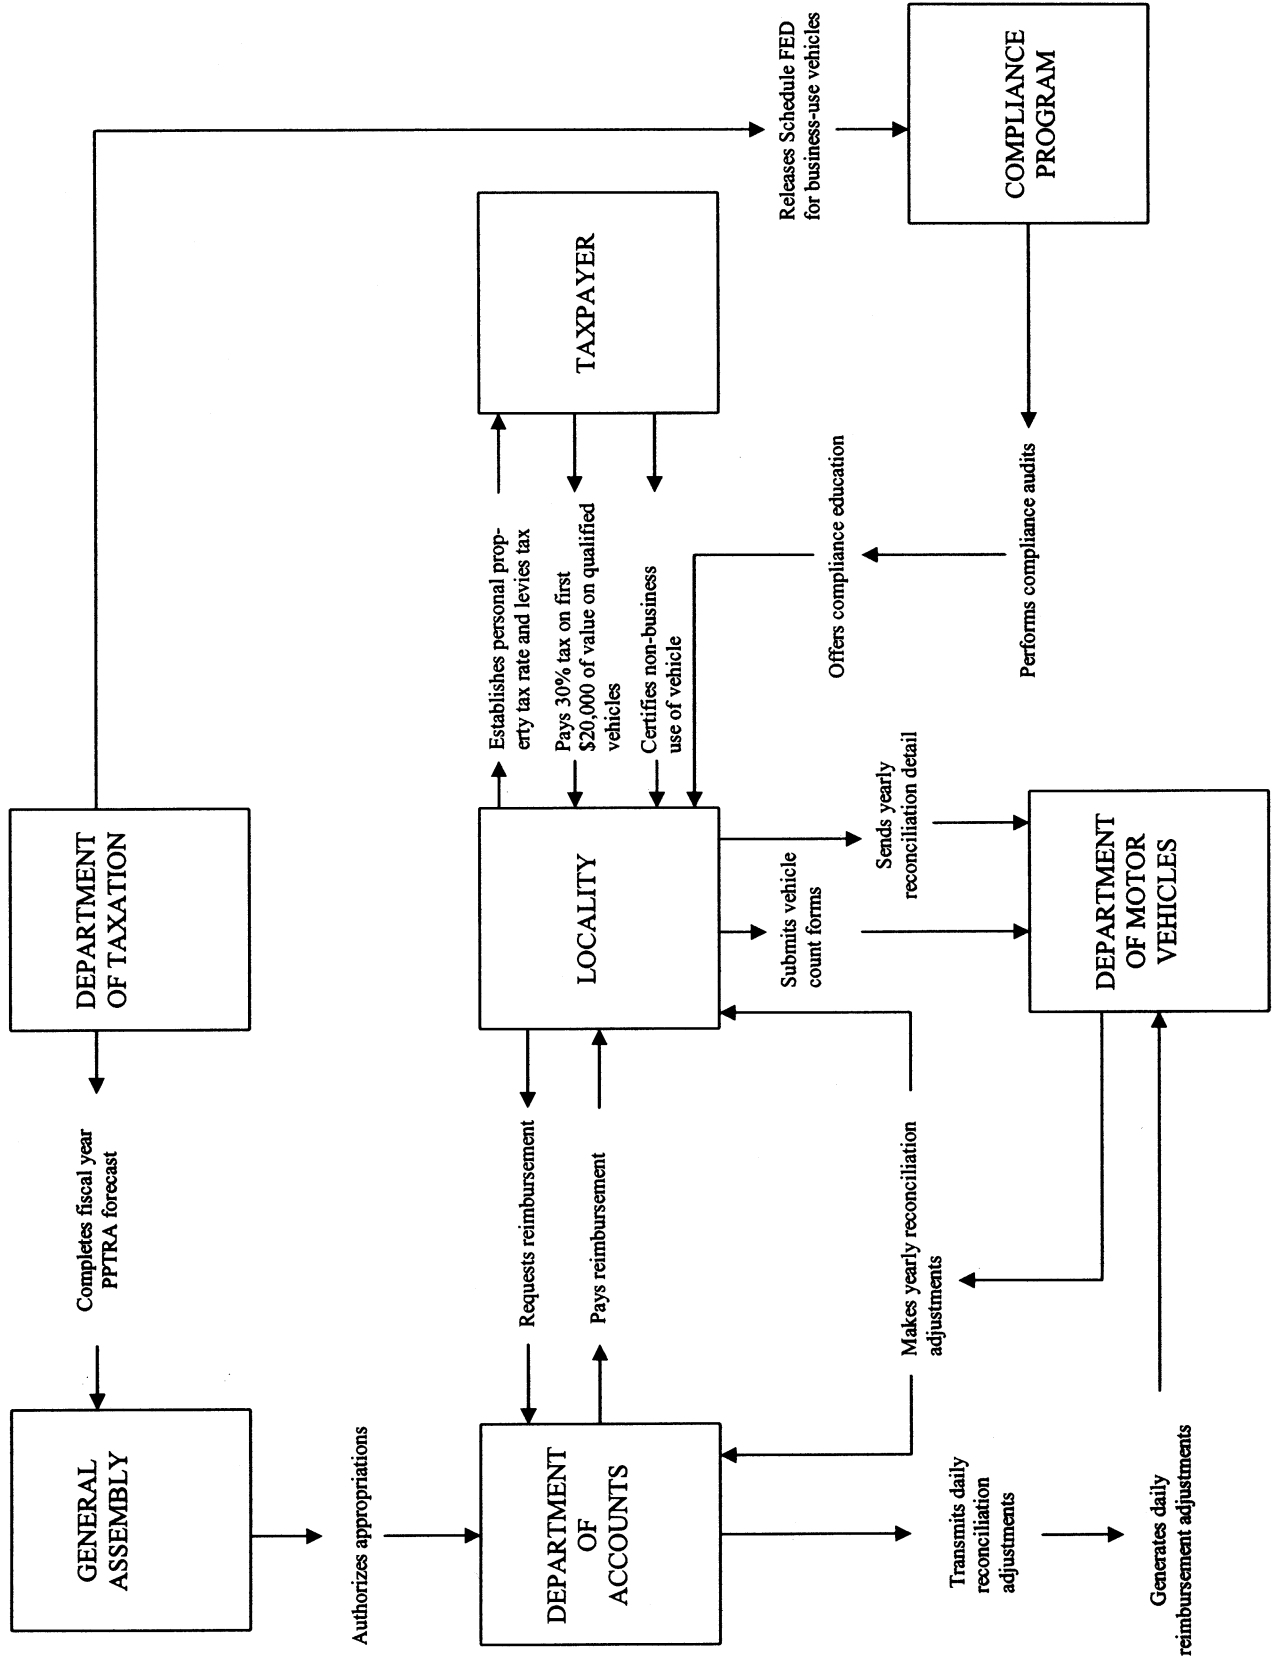 GENERAL
ASSEMBLY
Completes fiscal year
PPTRA forecast
DEPARTMENT
OF TAXATION
Authorizes appropriations
DEPARTMENT
OF
ACCOUNTS
Requests reimbursement
Pays reimbursement
LOCALITY
Establishes personal prop-
erty tax rate and levies tax
Pays 30% tax on first
$20,000 of value on qualified
vehicles
Certifies non-business
use of vehicle
TAXPAYER
Releases Schedule FED
for business-use vehicles
Submits vehicle
count forms
Offers compliance education
Sends yearly
reconciliation detail
Makes yearly reconciliation
adjustments
Transmits daily
reconciliation
adjustments
COMPLIANCE
PROGRAM
Performs compliance audits
DEPARTMENT
OF MOTOR
VEHICLES
Generates daily
reimbursement adjustments